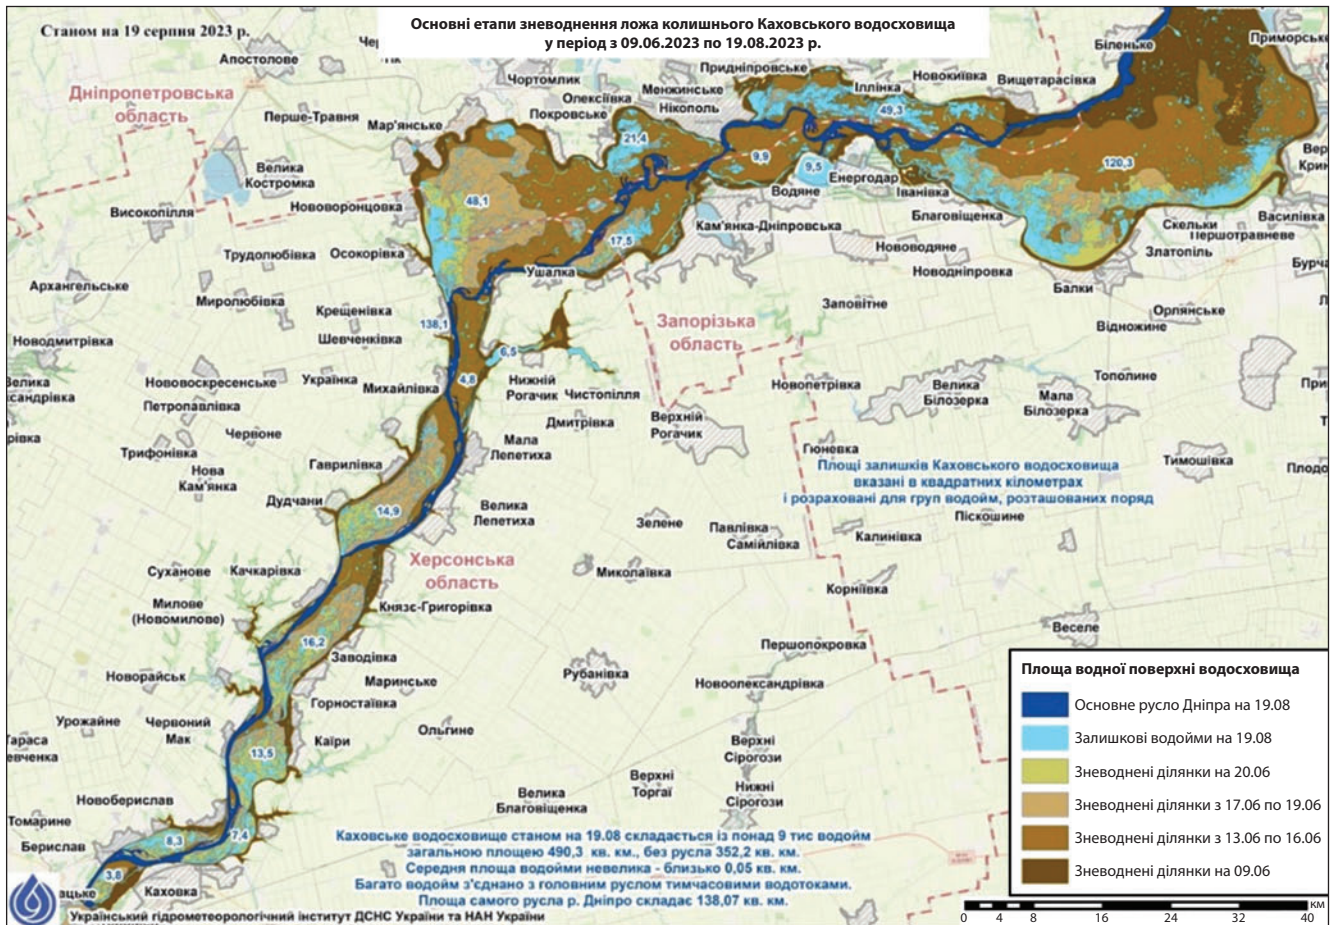 Основні етапи зневоднення ложа колишнього Каховського водосховища
у період з 09.06.2023 по 19.08.2023 р.
Станом на 19 серпня 2023 р.
Апостолове
Чортомлик
Придніпровське
Біленьке
Приморськ
Менжинське
Новокиївка
Вищетарасівка
Іллінка
Олексіївка
Покровське
Нікополь
Дніпропетровська
область
Перше-Травня
Мар'янське
49,3
21,4
9,9
9,5
120,3
Велика
Костромка
Енергодар
Водяне
Іванівка
Нововоронцовка
48,1
Високопілля
Благовіщенка
Василівка
Скельки
Першотравневе
Кам'янка-Дніпровська
17,5
Трудолюбівка
Осокорівка
Нововодяне
Златопіль
Ушалка
Новодніпровка
Архангельське
Балки
Миролюбівка
Заповітне
Орлянське
Крещенівка
138,1
Запорізька
область
Відножине
Шевченківка
Новодмитрівка
6,5
Нововоскресенське
Українка
Михайлівка
4,8
Нижній
Рогачик
Чистопілля
Новопетрівка
Велика
Білозерка
Тополине
Мала
Білозерка
Петропавлівка
Дмитрівка
Верхній
Рогачик
Червоне
Мала
Лепетиха
Трифонівка
Гюневка
Гаврилівка
Нова
Кам'янка
Тимошівка
Площі залишків Каховського водосховища
вказані в квадратних кілометрах
і розраховані для груп водойм, розташованих поряд
Дудчани
14,9
Велика
Лепетиха
Зелене
Піскошине
Павлівка
Самійлівка
Калинівка
Херсонська
область
Суханове
Качкарівка
Миколаївка
Корніївка
Милове
(Новомилове)
Князе-Григорівка
Веселе
16,2
Першопокровка
Заводівка
Новорайськ
Маринське
Рубанівка
Новоолександрівка
Горностаївка
Урожайне
Червоний
Мак
Ольгине
Каїри
Верхні
Сірогози
13,5
Верхні
Торгаї
Нижні
Сірогози
Новоберислав
Велика
Благовіщенка
Томарине
Берислав
8,3
7,4
3,8
Каховка
Каховське водосховище станом на 19.08 складається із понад 9 тис водойм
загальною площею 490,3 кв. км., без русла 352,2 кв. км.
Середня площа водойми невелика - близько 0,05 кв. км.
Багато водойм з'єднано з головним руслом тимчасовими водотоками.
Площа самого русла р. Дніпро складає 138,07 кв. км.
Український гідрометеорологічний інститут ДСНС України та НАН України
Площа водної поверхні водосховища
Основне русло Дніпра на 19.08
Залишкові водойми на 19.08
Зневоднені ділянки на 20.06
Зневоднені ділянки з 17.06 по 19.06
Зневоднені ділянки з 13.06 по 16.06
Зневоднені ділянки на 09.06
км
0 4 8 16 24 32 40